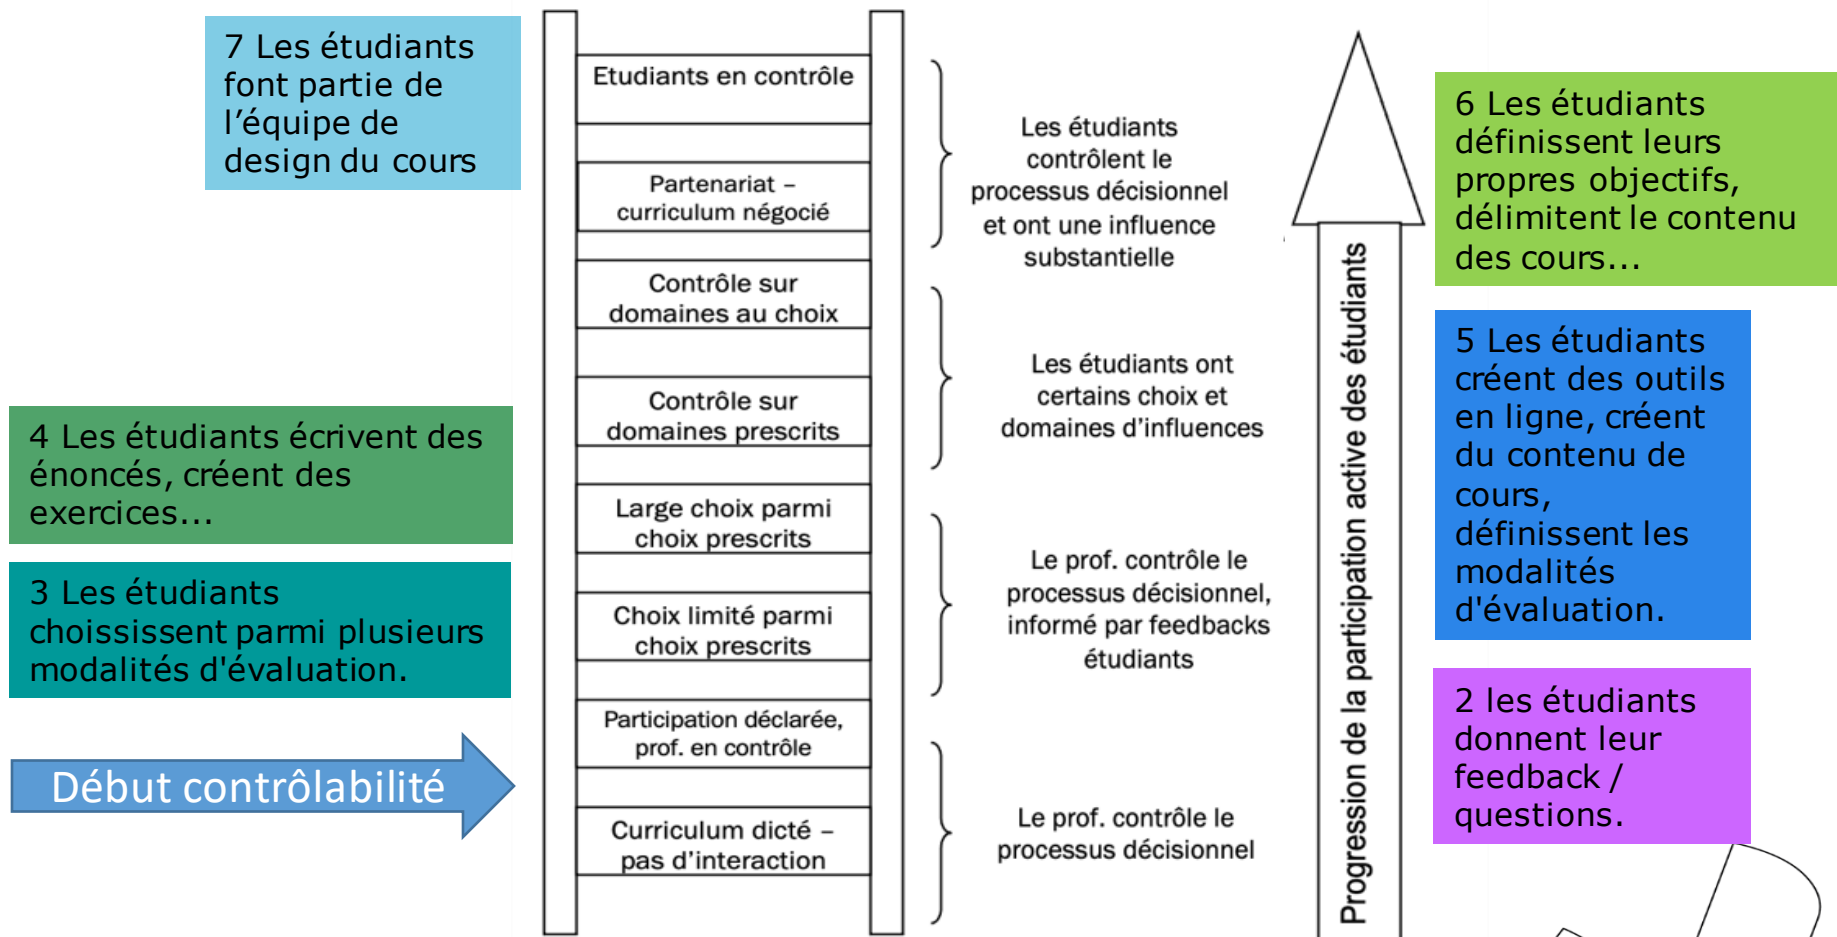 7 Les étudiants
font partie de
l’équipe de
design du cours
4 Les étudiants écrivent des
énoncés, créent des
exercices...
3 Les étudiants
choississent parmi plusieurs
modalités d'évaluation.
Début contrôlabilité
Etudiants en contrôle
Partenariat –
curriculum négocié
Contrôle sur
domaines au choix
Contrôle sur
domaines prescrits
Large choix parmi
choix prescrits
Choix limité parmi
choix prescrits
Participation déclarée,
prof. en contrôle
Curriculum dicté –
pas d’interaction
Les étudiants
contrôlent le
processus décisionnel
et ont une influence
substantielle
Les étudiants ont
certains choix et
domaines d’influences
Le prof. contrôle le
processus décisionnel,
informé par feedbacks
étudiants
Le prof. contrôle le
processus décisionnel
Progression de la participation active des étudiants
6 Les étudiants
définissent leurs
propres objectifs,
délimitent le contenu
des cours...
5 Les étudiants
créent des outils
en ligne, créent
du contenu de
cours,
définissent les
modalités
d'évaluation.
2 les étudiants
donnent leur
feedback /
questions.